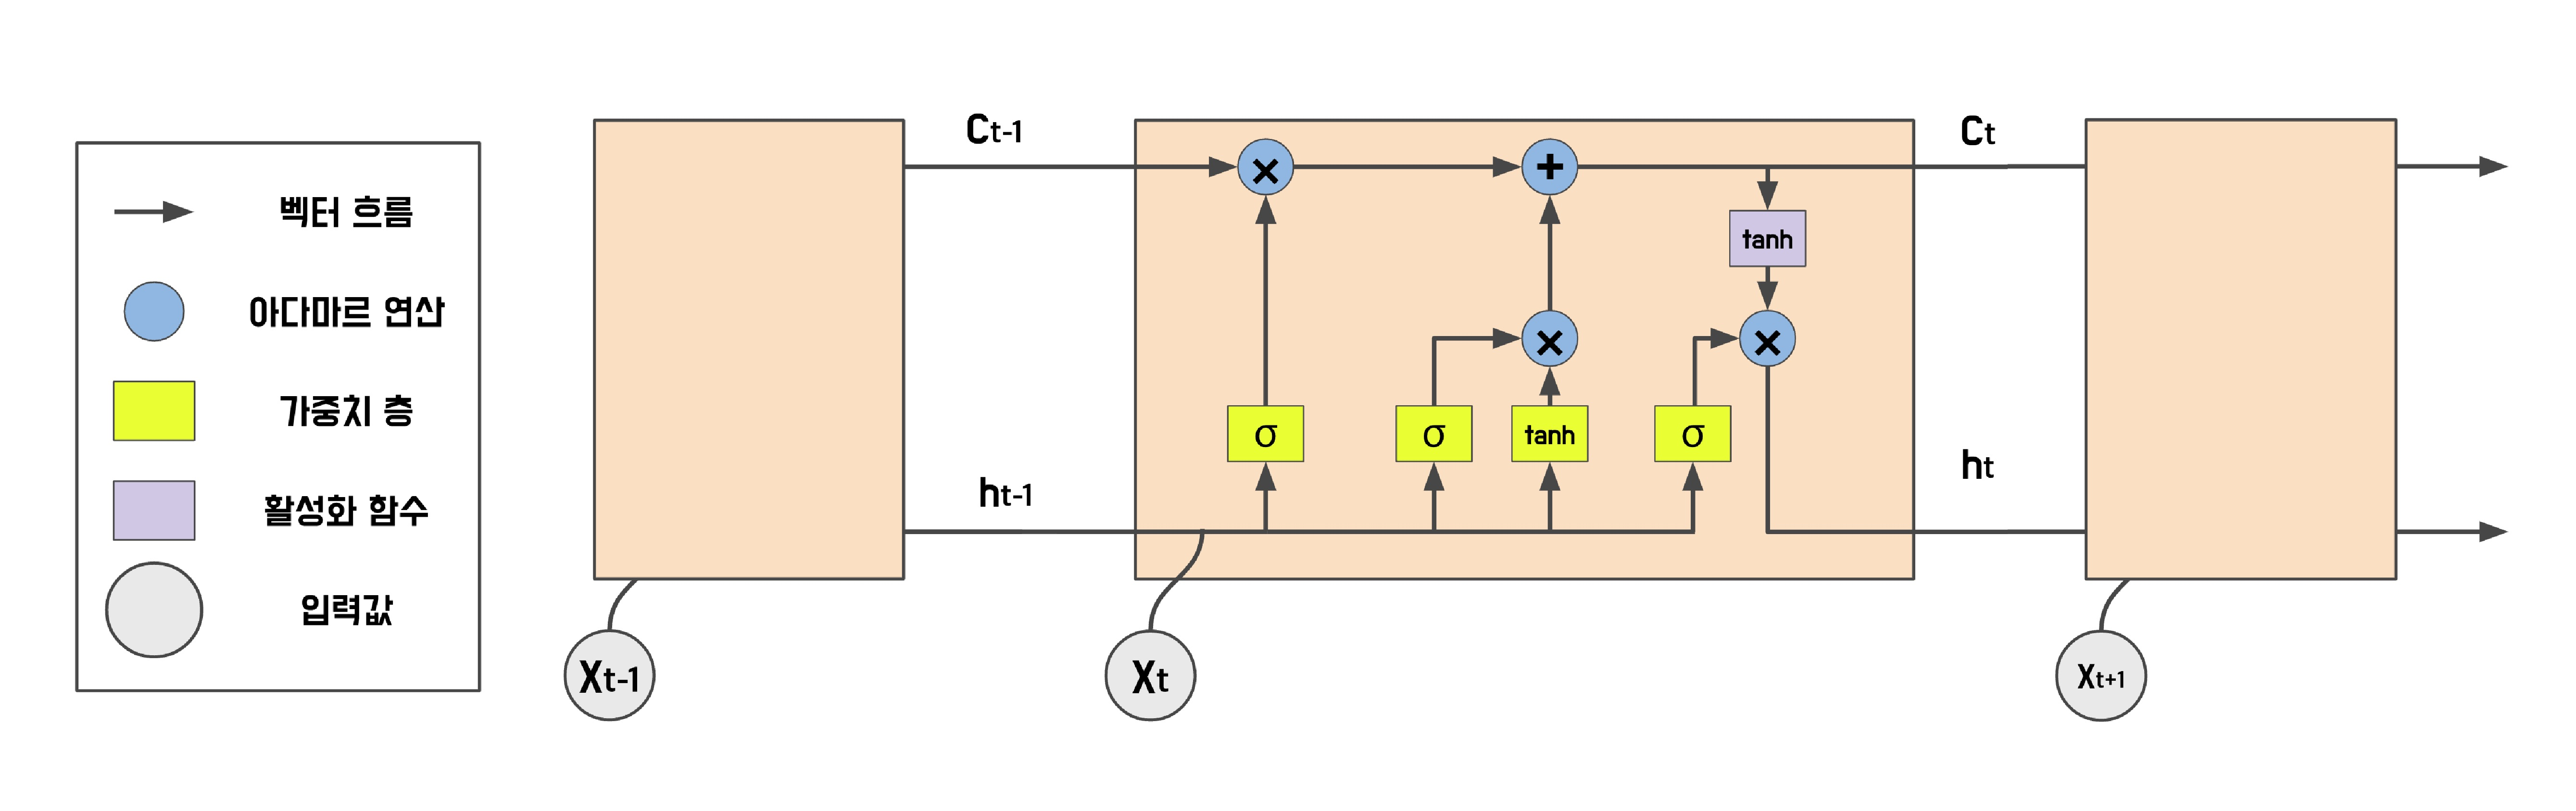 벡터 흐름
아다마르 연산
가중치 층
활성화 함수
입력값
Ct-1
ht-1
×
+
tanh
×
×
σ
σ
tanh
σ
Ct
ht
Xt-1
Xt
Xt+1